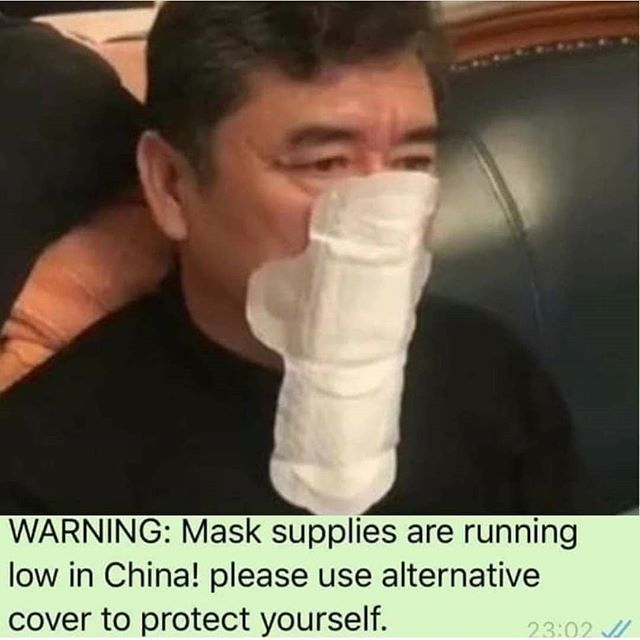 WARNING: Mask supplies are running
low in China! please use alternative
cover to protect yourself.
23:02